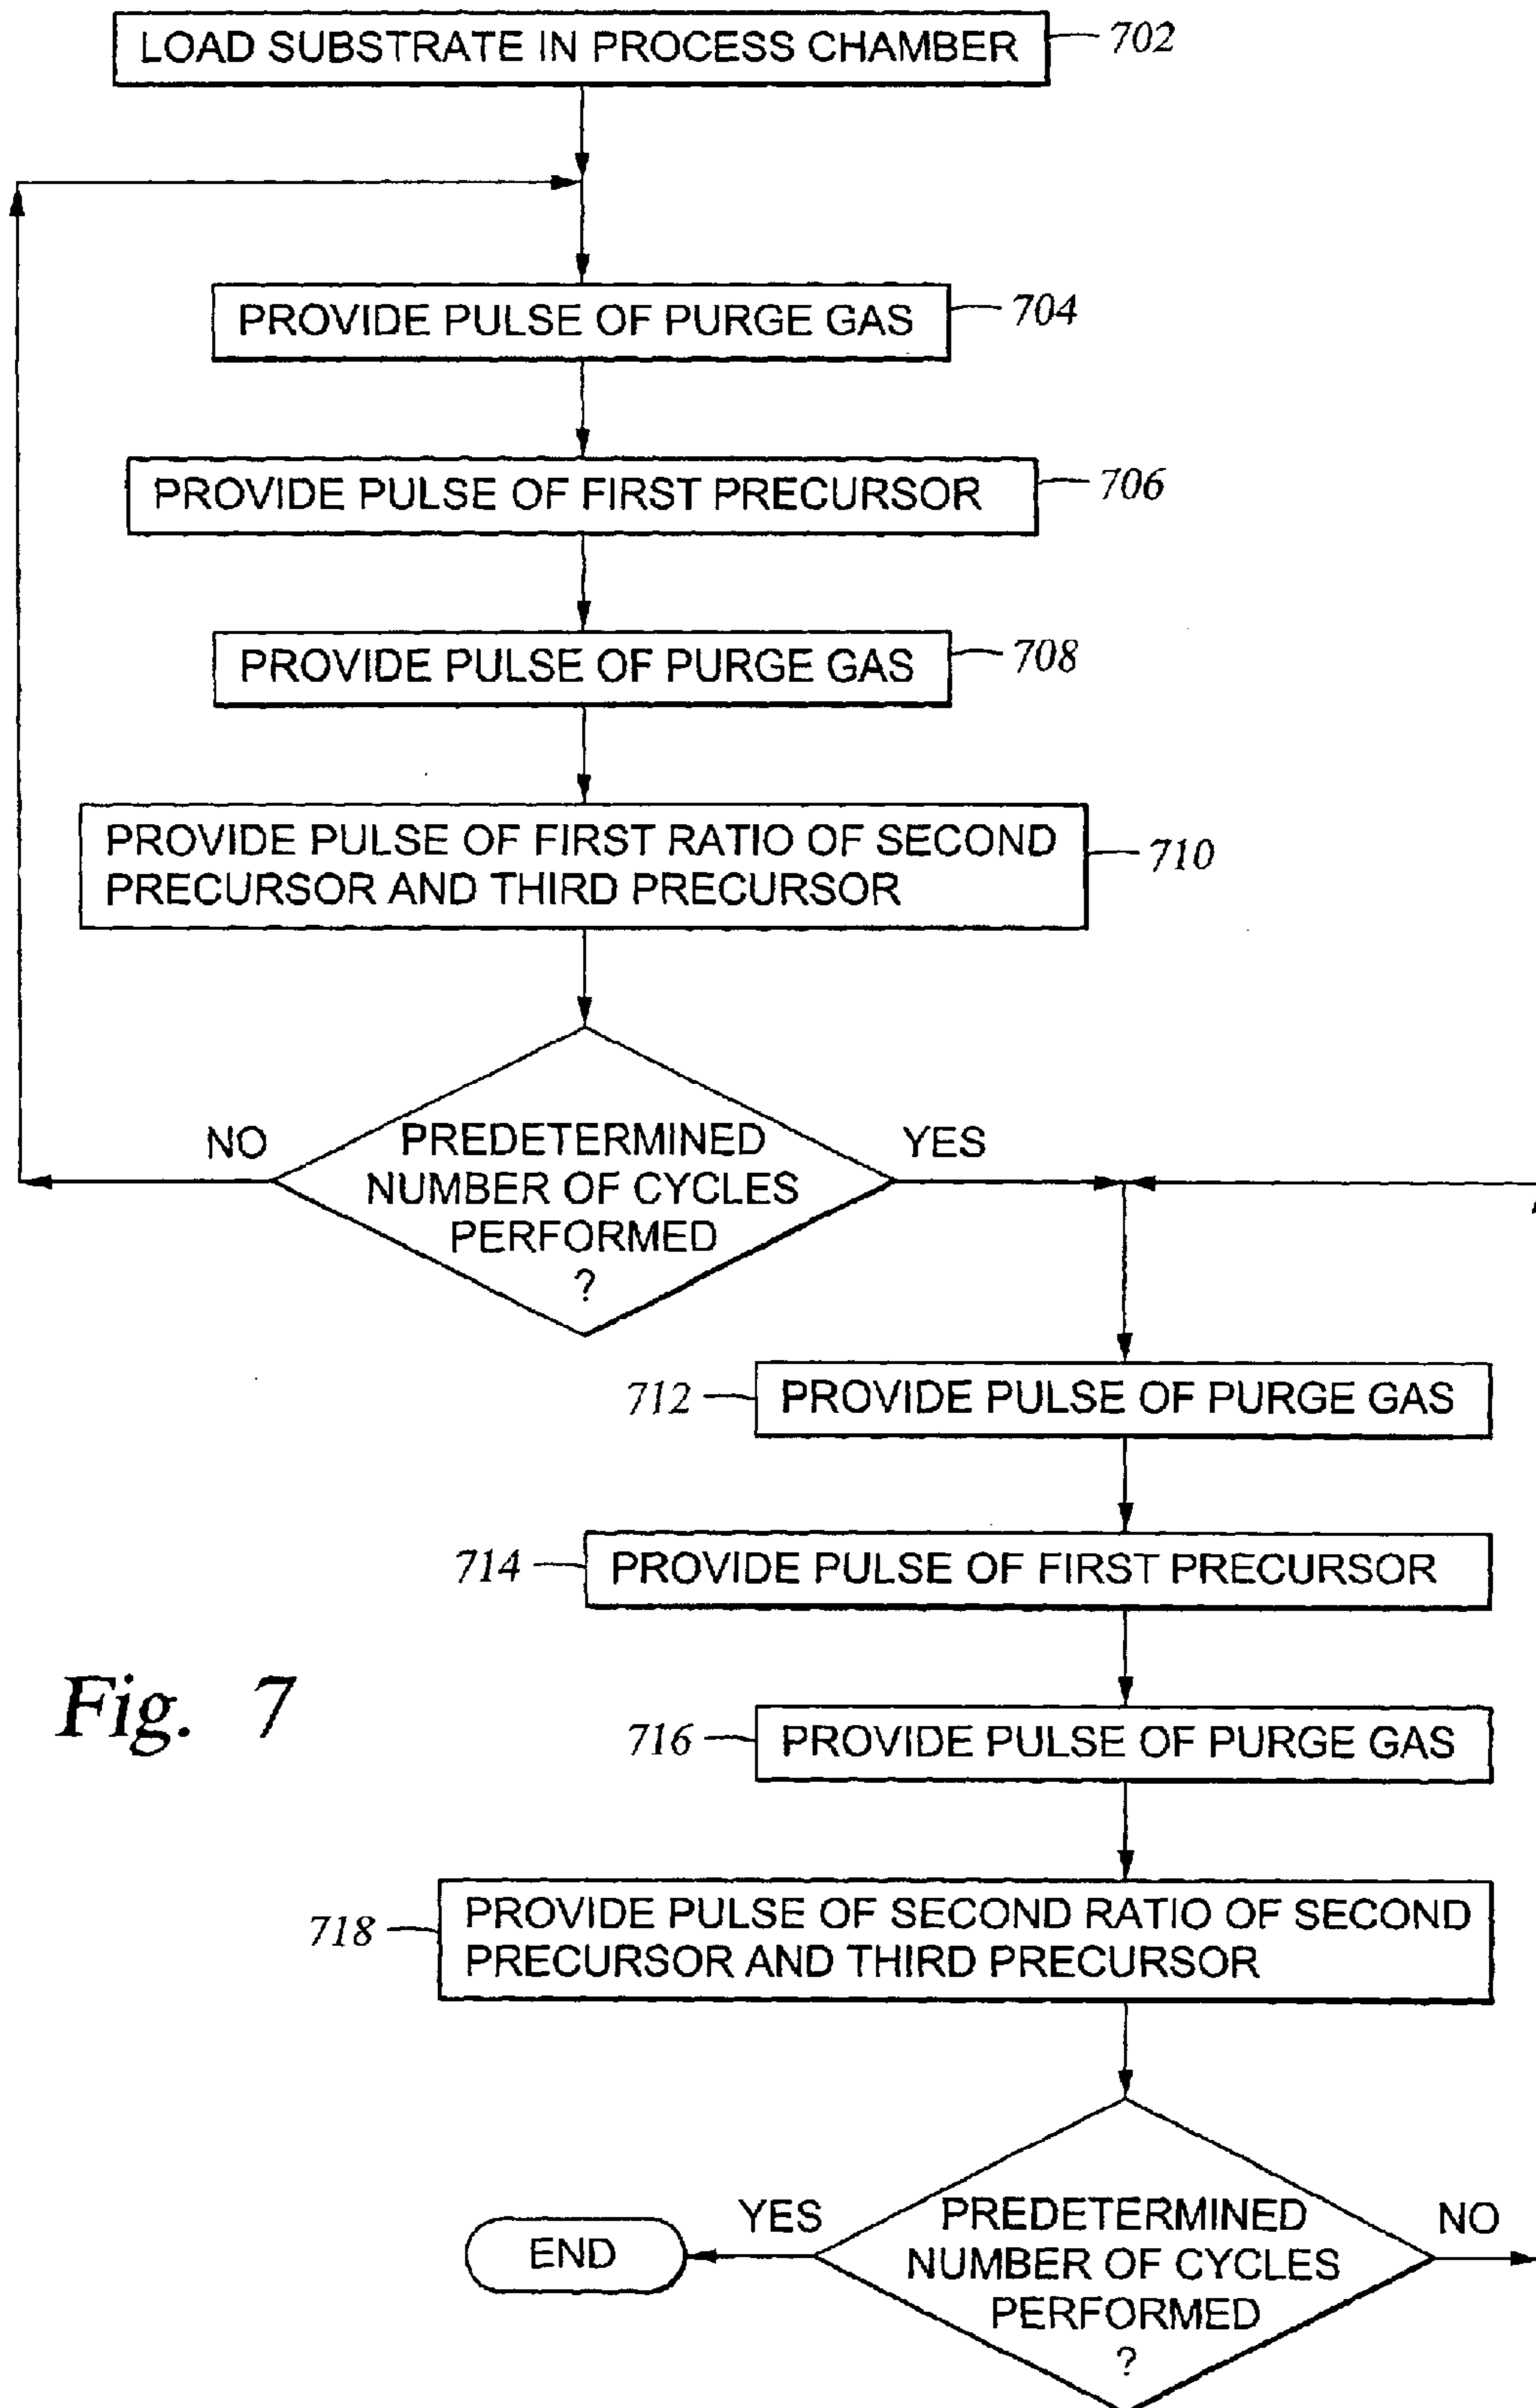 LOAD SUBSTRATE IN PROCESS CHAMBER
702
PROVIDE PULSE OF PURGE GAS
704
PROVIDE PULSE OF FIRST PRECURSOR
706
PROVIDE PULSE OF PURGE GAS
708
PROVIDE PULSE OF FIRST RATIO OF SECOND
PRECURSOR AND THIRD PRECURSOR
710
NO
PREDETERMINED
NUMBER OF CYCLES
PERFORMED
?
YES
712
PROVIDE PULSE OF PURGE GAS
714
PROVIDE PULSE OF FIRST PRECURSOR
Fig. 7
716
PROVIDE PULSE OF PURGE GAS
718
PROVIDE PULSE OF SECOND RATIO OF SECOND
PRECURSOR AND THIRD PRECURSOR
END
YES
PREDETERMINED
NUMBER OF CYCLES
PERFORMED
?
NO